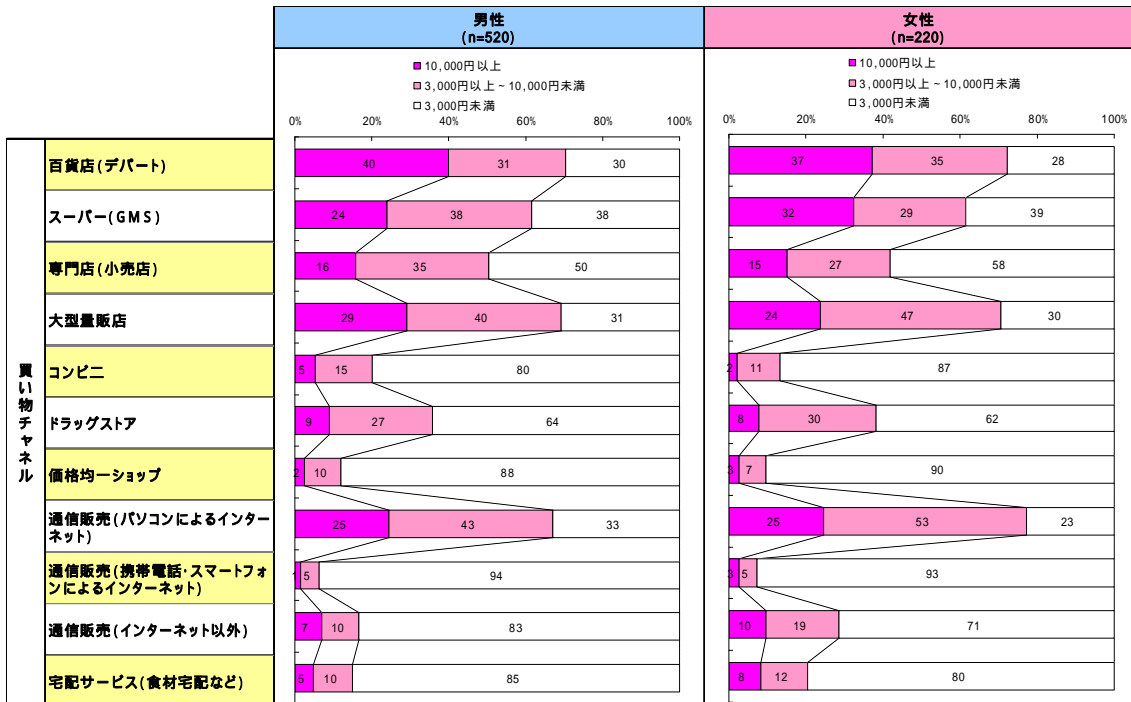 男性
(n=520)
女性
(n=220)
10,000円以上
3,000円以上～10,000円未満
3,000円未満
10,000円以上
3,000円以上～10,000円未満
3,000円未満
0% 20% 40% 60% 80% 100%
0% 20% 40% 60% 80% 100%
買い物チャネル
百貨店(デパート)
40 31 30
37 35 28
スーパー(GMS)
24 38 38
32 29 39
専門店(小売店)
16 35 50
15 27 58
大型量販店
29 40 31
24 47 30
コンビニ
5 15 80
2 11 87
ドラッグストア
9 27 64
8 30 62
価格均一ショップ
2 10 88
3 7 90
通信販売(パソコンによるインター
ネット)
25 43 33
25 53 23
通信販売(携帯電話・スマートフォ
ンによるインターネット)
1 5 94
3 5 93
通信販売(インターネット以外)
7 10 83
10 19 71
宅配サービス(食材宅配など)
5 10 85
8 12 80